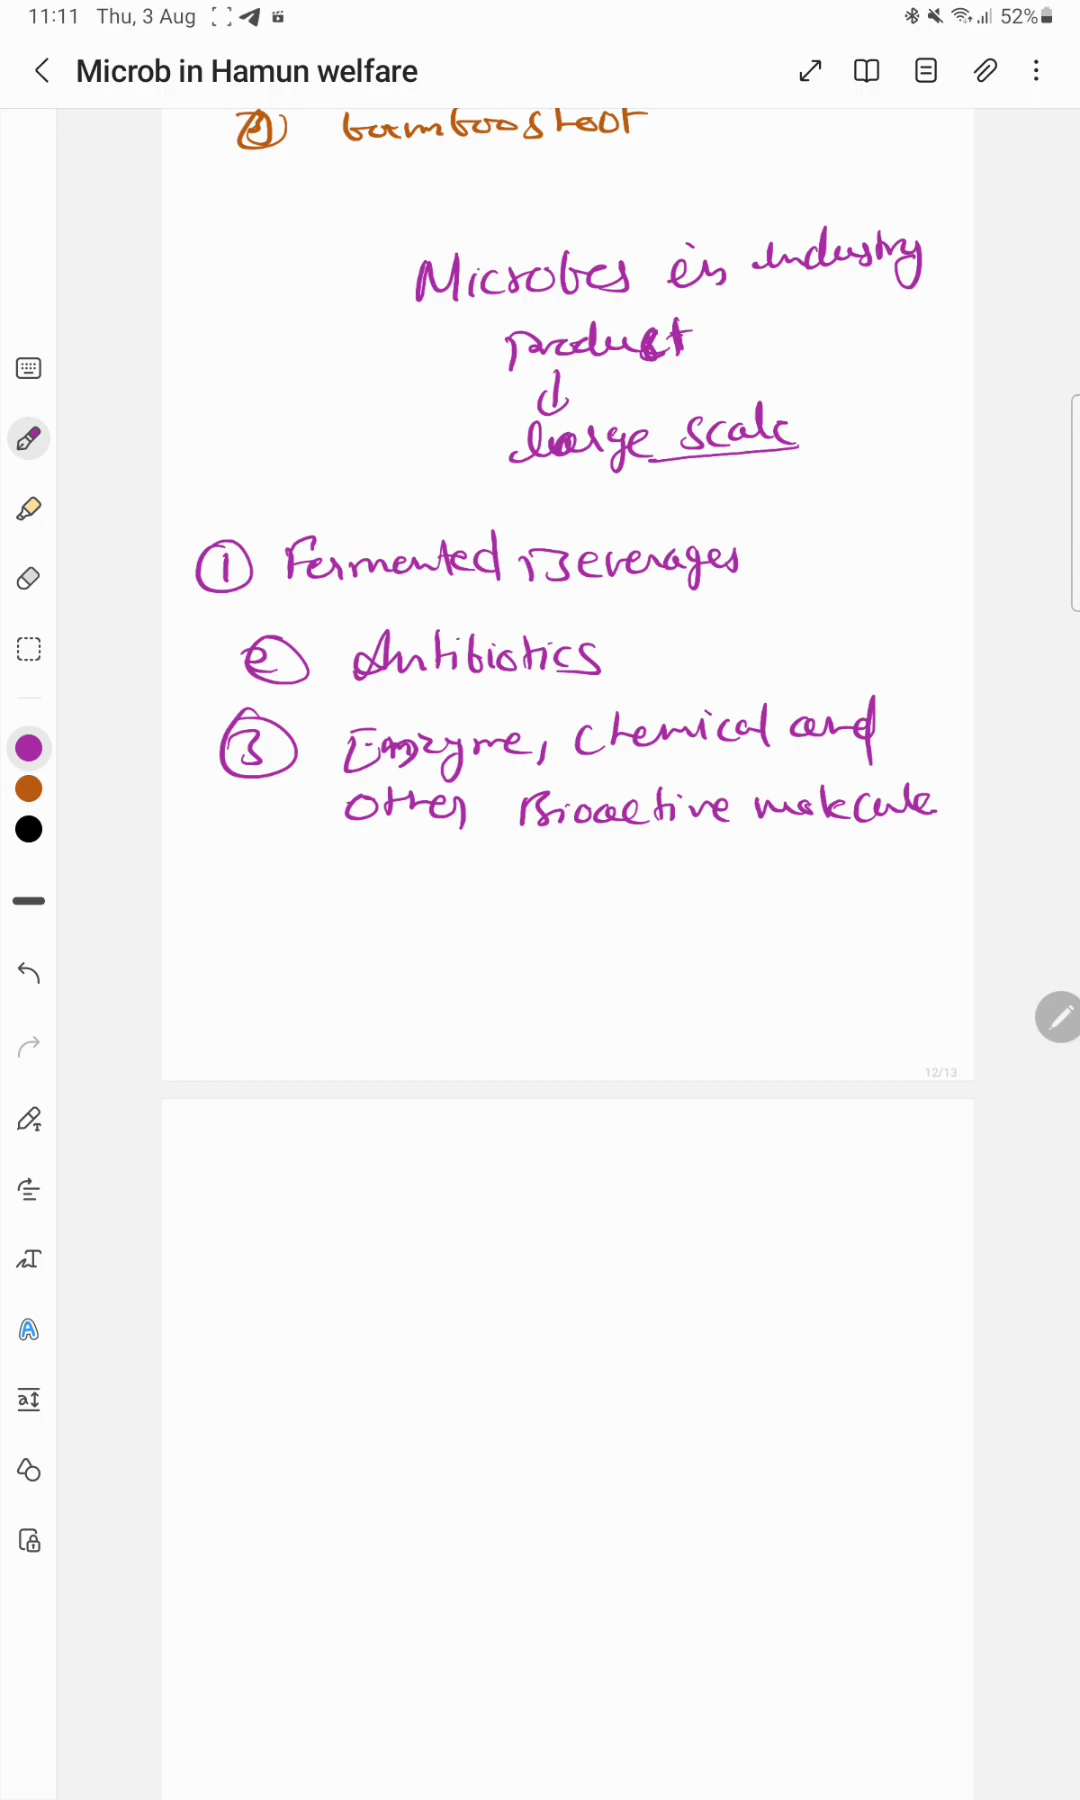 11:11 Thu, 3 Aug 52%
Microb in Hamun welfare
bamboo shoot
Microbes in industry
product
large scale
1 Fermented Beverages
2 Antibiotics
3 Enzyme, chemical and
Other Bioactive molecule
12/13